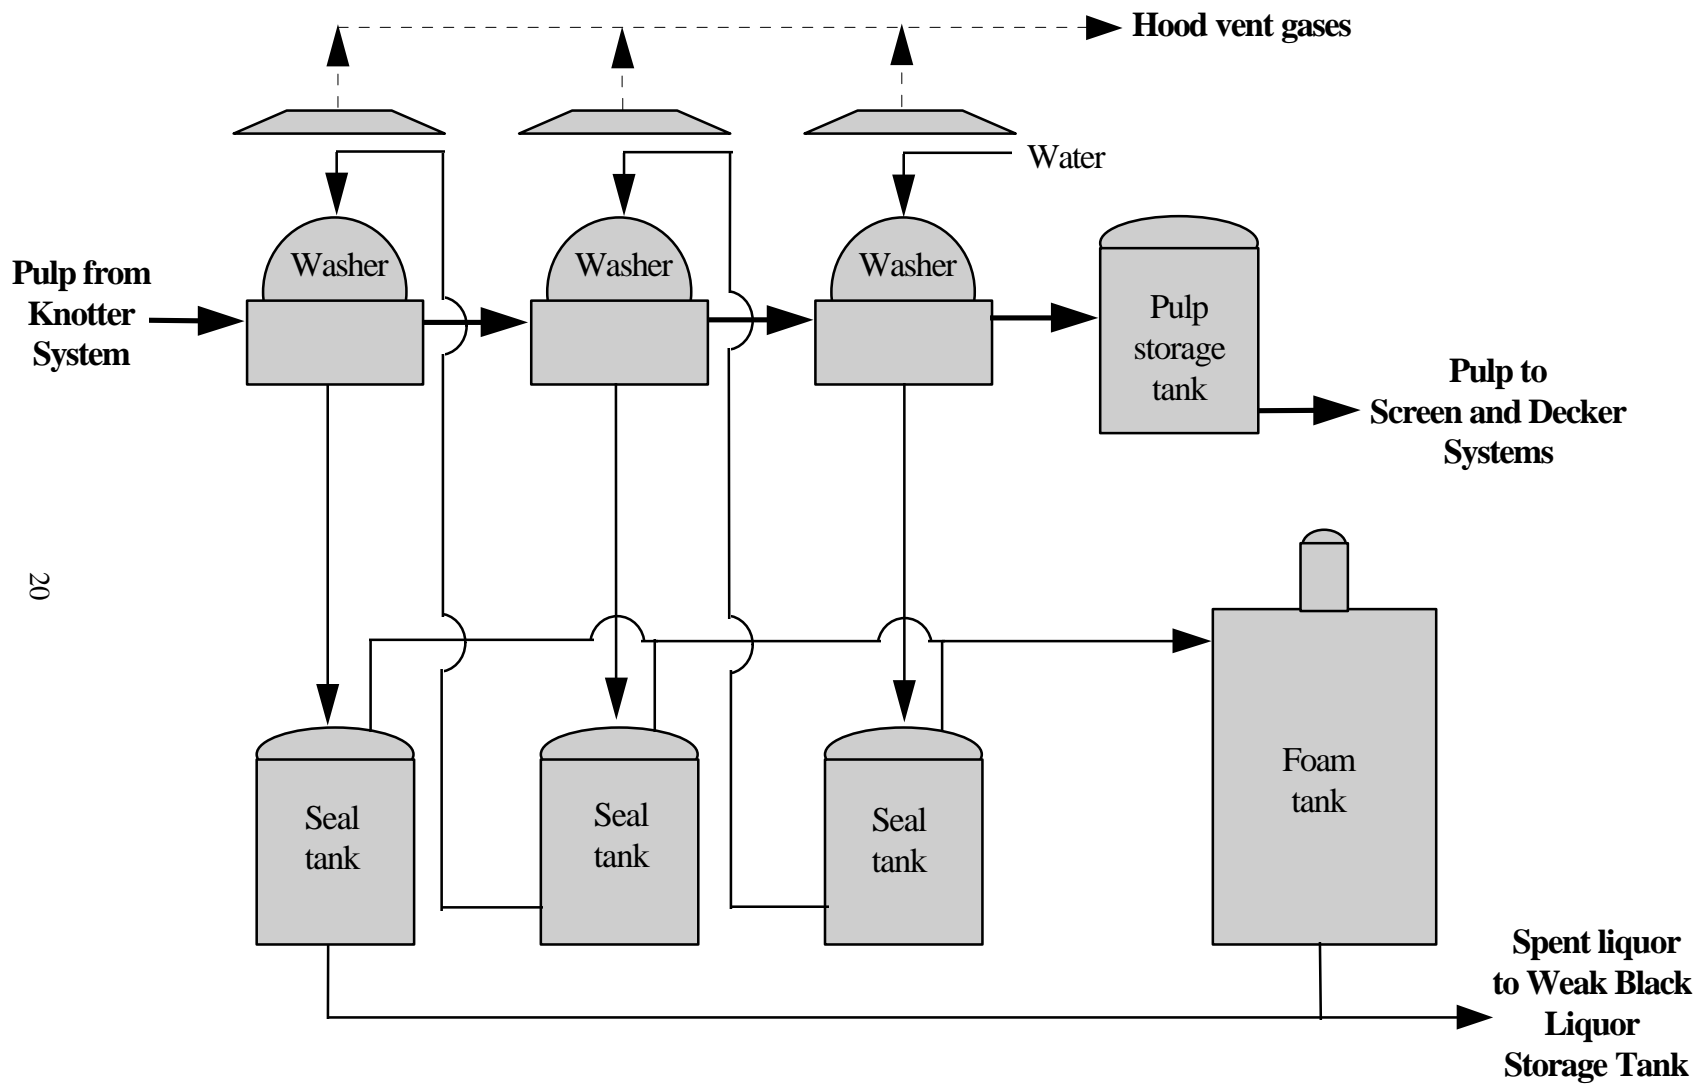 Hood vent gases
Water
Washer
Washer
Washer
Pulp from
Knotter
System
Pulp
storage
tank
Pulp to
Screen and Decker
Systems
20
Seal
tank
Seal
tank
Seal
tank
Foam
tank
Spent liquor
to Weak Black
Liquor
Storage Tank